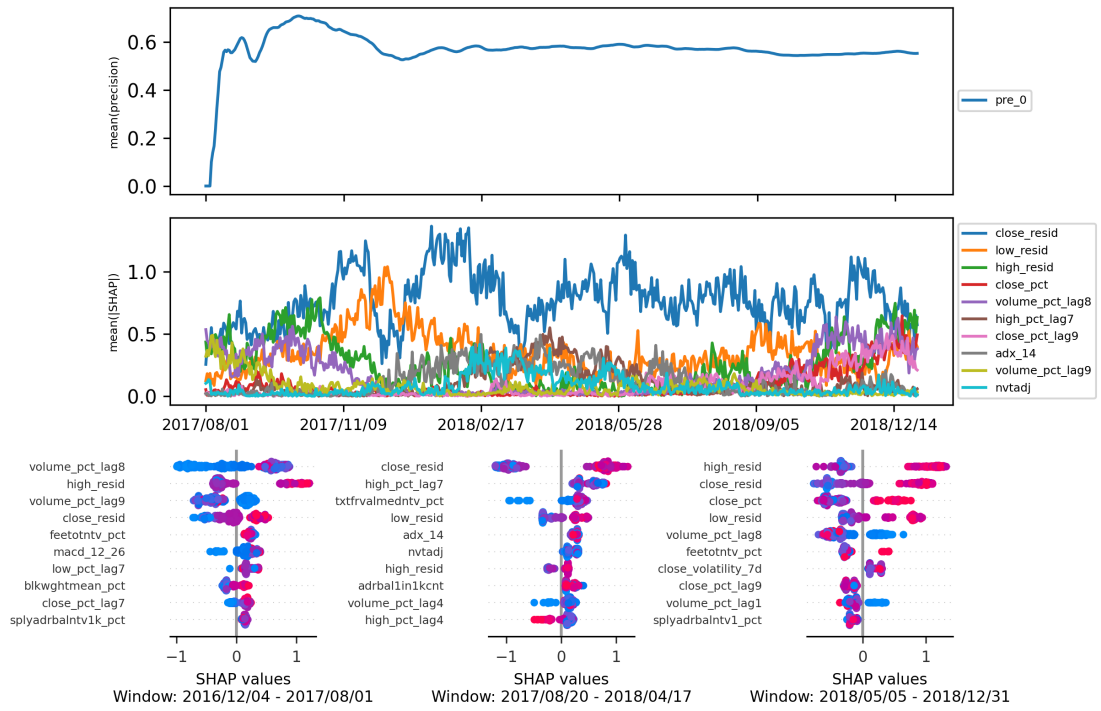 mean(precision)
0.6
0.4
0.2
0.0
pre_0
mean(|SHAP|)
1.0
0.5
0.0
close_resid
low_resid
high_resid
close_pct
volume_pct_lag8
high_pct_lag7
close_pct_lag9
adx_14
volume_pct_lag9
nvtadj
2017/08/01 2017/11/09 2018/02/17 2018/05/28 2018/09/05 2018/12/14
volume_pct_lag8
high_resid
volume_pct_lag9
close_resid
feetotntv_pct
macd_12_26
low_pct_lag7
blkwghtmean_pct
close_pct_lag7
splyadrbalntv1k_pct
−1 0 1
SHAP values
Window: 2016/12/04 - 2017/08/01
close_resid
high_pct_lag7
txtfrvalmedntv_pct
low_resid
adx_14
nvtadj
high_resid
adrbal1in1kcnt
volume_pct_lag4
high_pct_lag4
0 1
SHAP values
Window: 2017/08/20 - 2018/04/17
high_resid
close_resid
close_pct
low_resid
volume_pct_lag8
feetotntv_pct
close_volatility_7d
close_pct_lag9
volume_pct_lag1
splyadrbalntv1_pct
0 1
SHAP values
Window: 2018/05/05 - 2018/12/31